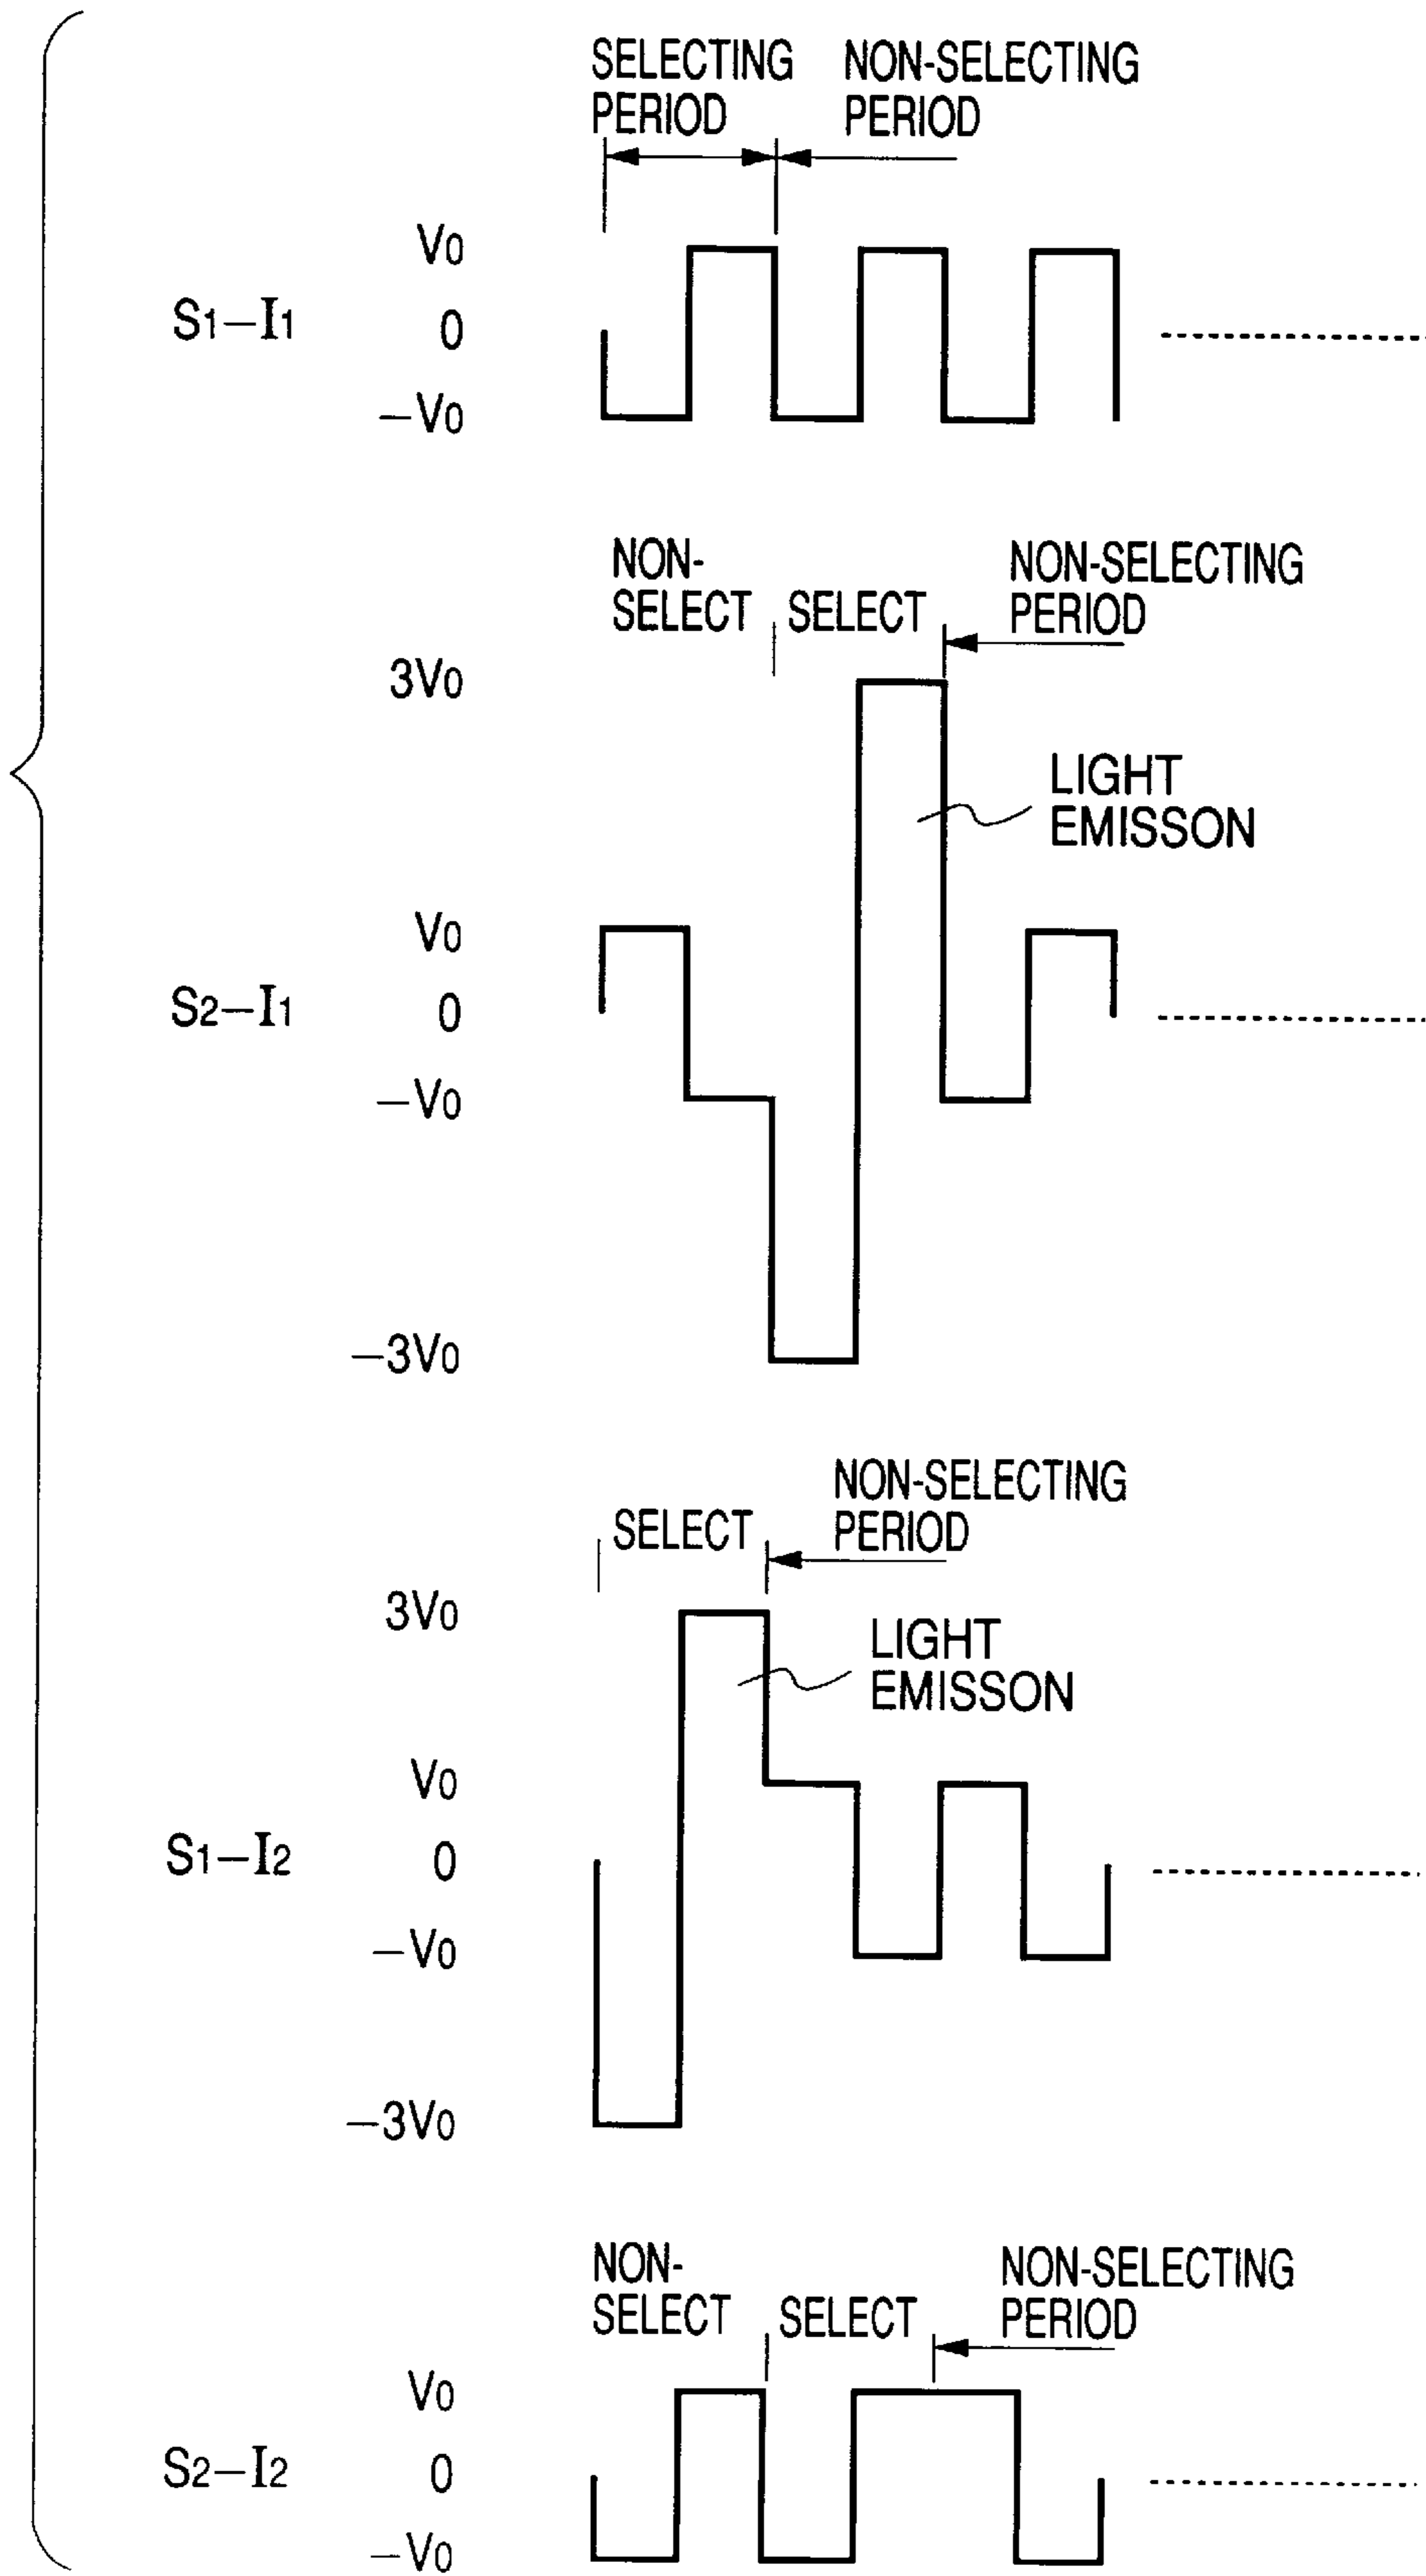 SELECTING PERIOD
NON-SELECTING PERIOD
V0
S1–I1
0
–V0
NON-SELECT
SELECT
NON-SELECTING PERIOD
3V0
LIGHT EMISSON
V0
S2–I1
0
–V0
–3V0
SELECT
NON-SELECTING PERIOD
3V0
LIGHT EMISSON
V0
S1–I2
0
–V0
–3V0
NON-SELECT
SELECT
NON-SELECTING PERIOD
V0
S2–I2
0
–V0